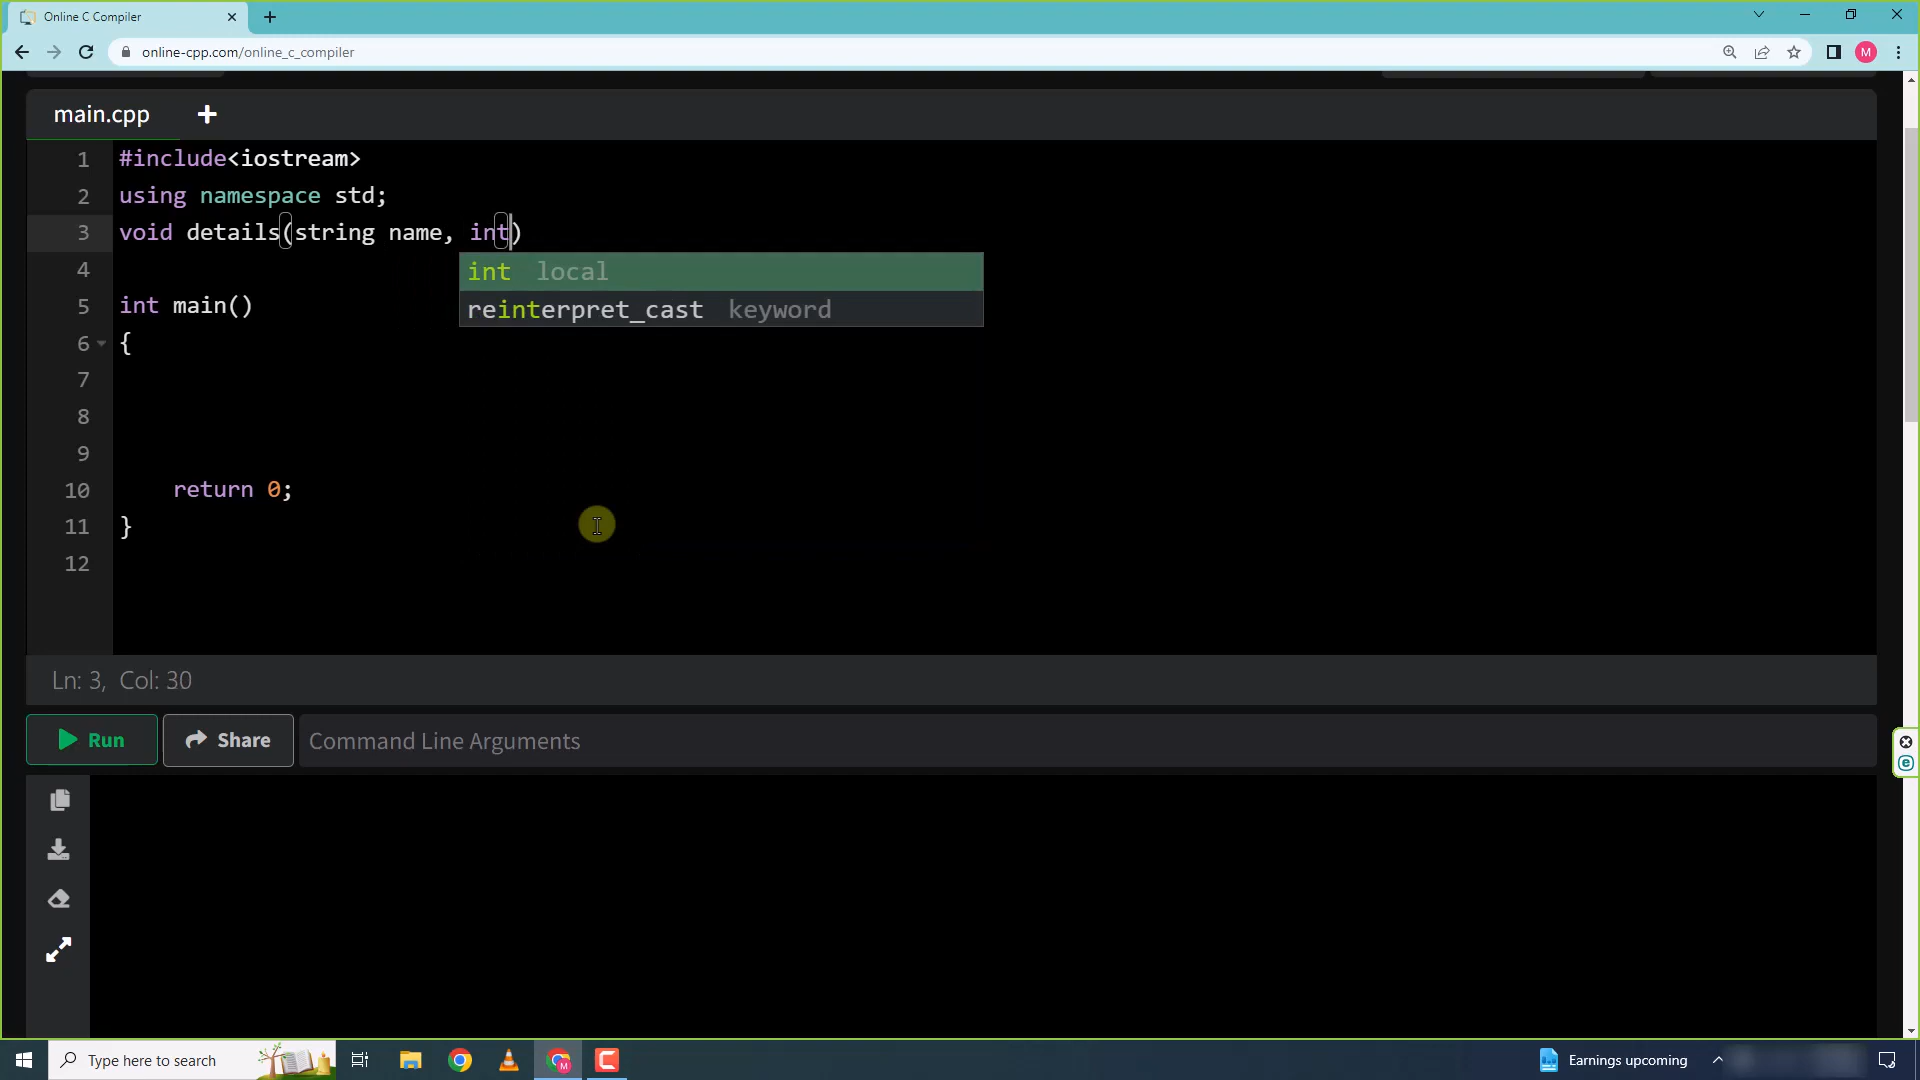 Online C Compiler
online-cpp.com/online_c_compiler
M
main.cpp
1 #include<iostream>
2 using namespace std;
3 void details(string name, int)
int local
reinterpret_cast keyword
4
5 int main()
6 {
7
8
9
10 return 0;
11 }
12
Ln: 3, Col: 30
Run Share Command Line Arguments
Type here to search
M
Earnings upcoming